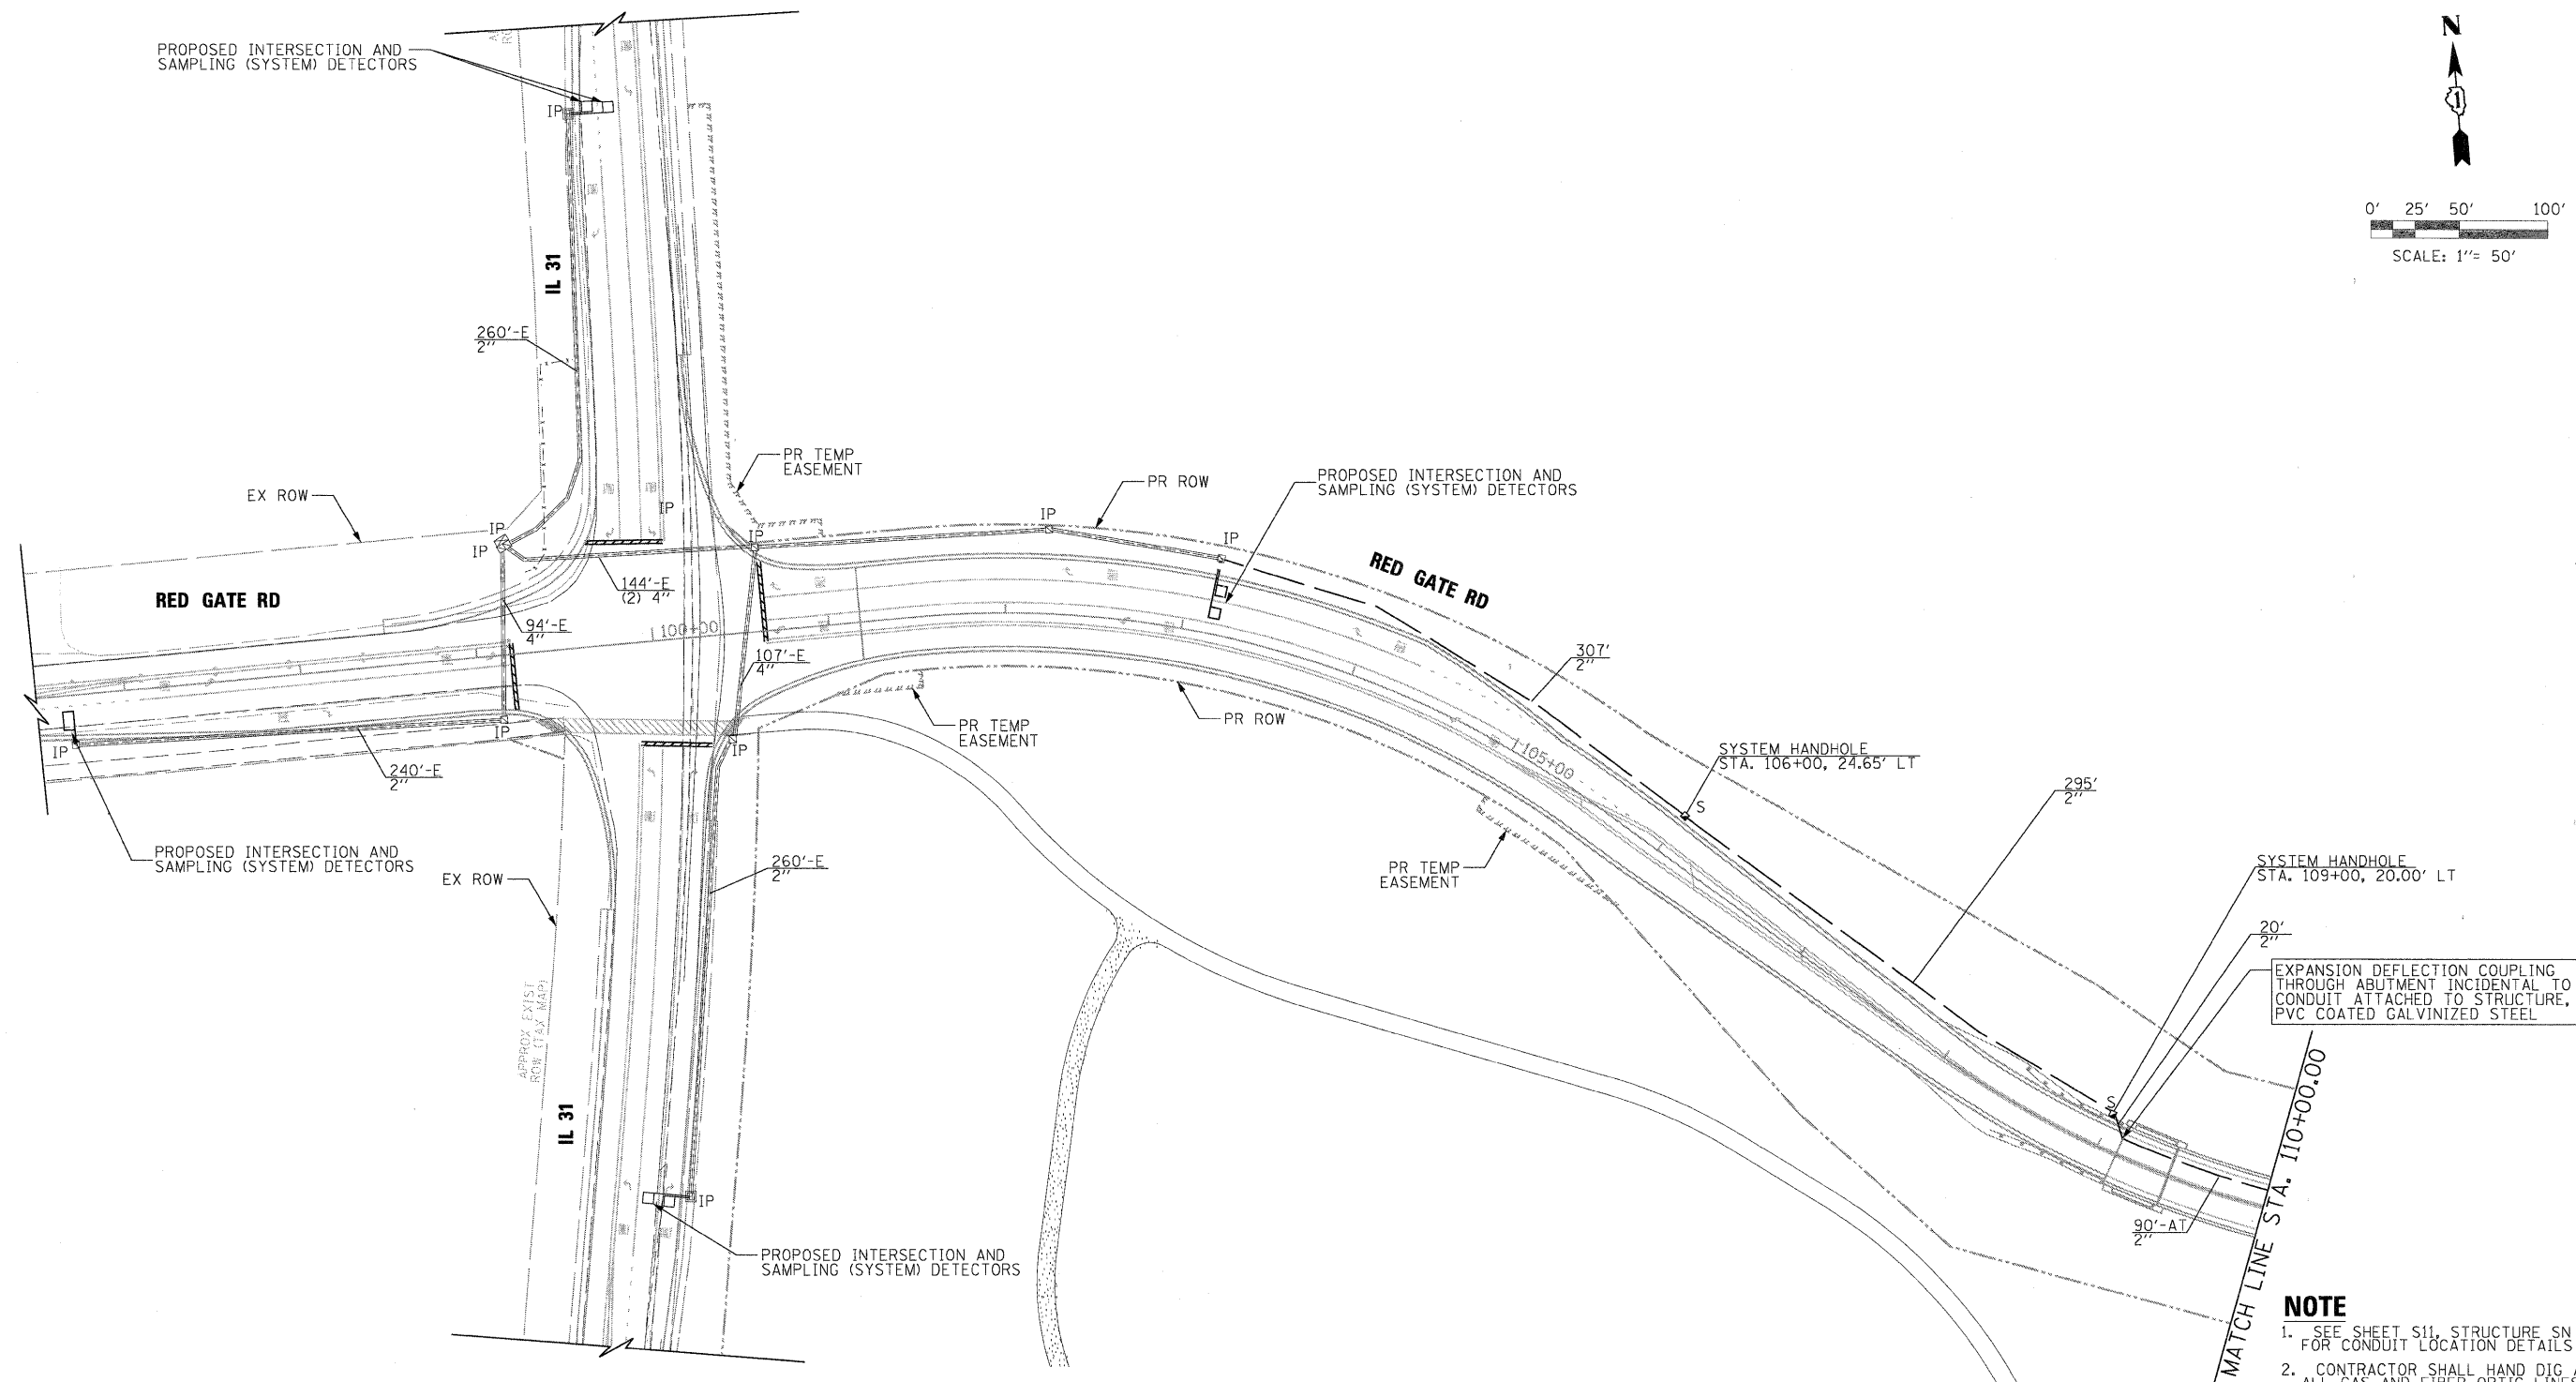 PROPOSED INTERSECTION AND
SAMPLING (SYSTEM) DETECTORS
N
1
0' 25' 50' 100'
SCALE: 1"= 50'
IP
IL 31
260'-E
2"
PR TEMP
EASEMENT
PR ROW
PROPOSED INTERSECTION AND
SAMPLING (SYSTEM) DETECTORS
EX ROW
IP
IP
IP
IP
IP
IP
RED GATE RD
RED GATE RD
144'-E
(2) 4"
94'-E
4"
100+00
107'-E
4"
307'
2"
PR ROW
PR TEMP
EASEMENT
IP
IP
IP
240'-E
2"
105+00
SYSTEM HANDHOLE
STA. 106+00, 24.65' LT
S
295'
2"
PROPOSED INTERSECTION AND
SAMPLING (SYSTEM) DETECTORS
EX ROW
260'-E
2"
PR TEMP
EASEMENT
SYSTEM HANDHOLE
STA. 109+00, 20.00' LT
20'
2"
EXPANSION DEFLECTION COUPLING
THROUGH ABUTMENT INCIDENTAL TO
CONDUIT ATTACHED TO STRUCTURE,
PVC COATED GALVINIZED STEEL
APPROX EXIST
ROW (TAX MAP)
IL 31
S
MATCH LINE STA. 110+00.00
IP
90'-AT
2"
PROPOSED INTERSECTION AND
SAMPLING (SYSTEM) DETECTORS
NOTE
1. SEE SHEET S11, STRUCTURE SN
FOR CONDUIT LOCATION DETAILS
2. CONTRACTOR SHALL HAND DIG
ALL GAS AND FIBER OPTIC LINES